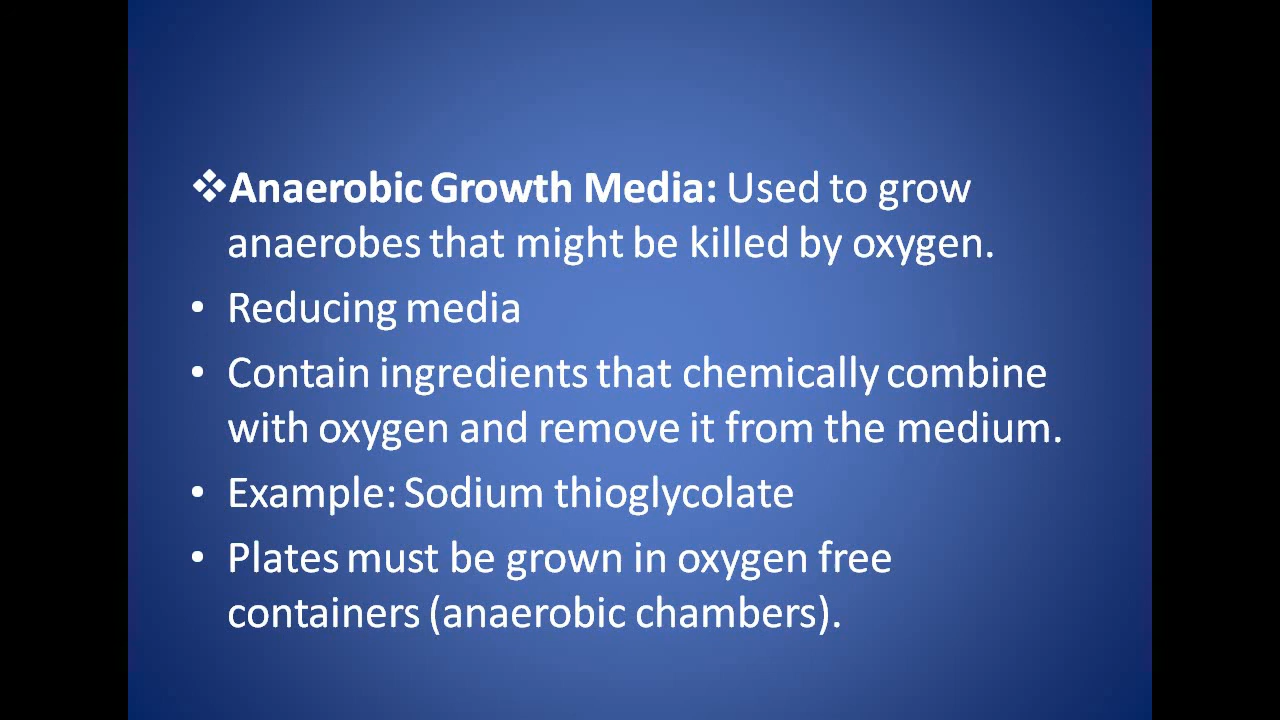 ❖Anaerobic Growth Media: Used to grow
anaerobes that might be killed by oxygen.
• Reducing media
• Contain ingredients that chemically combine
with oxygen and remove it from the medium.
• Example: Sodium thioglycolate
• Plates must be grown in oxygen free
containers (anaerobic chambers).